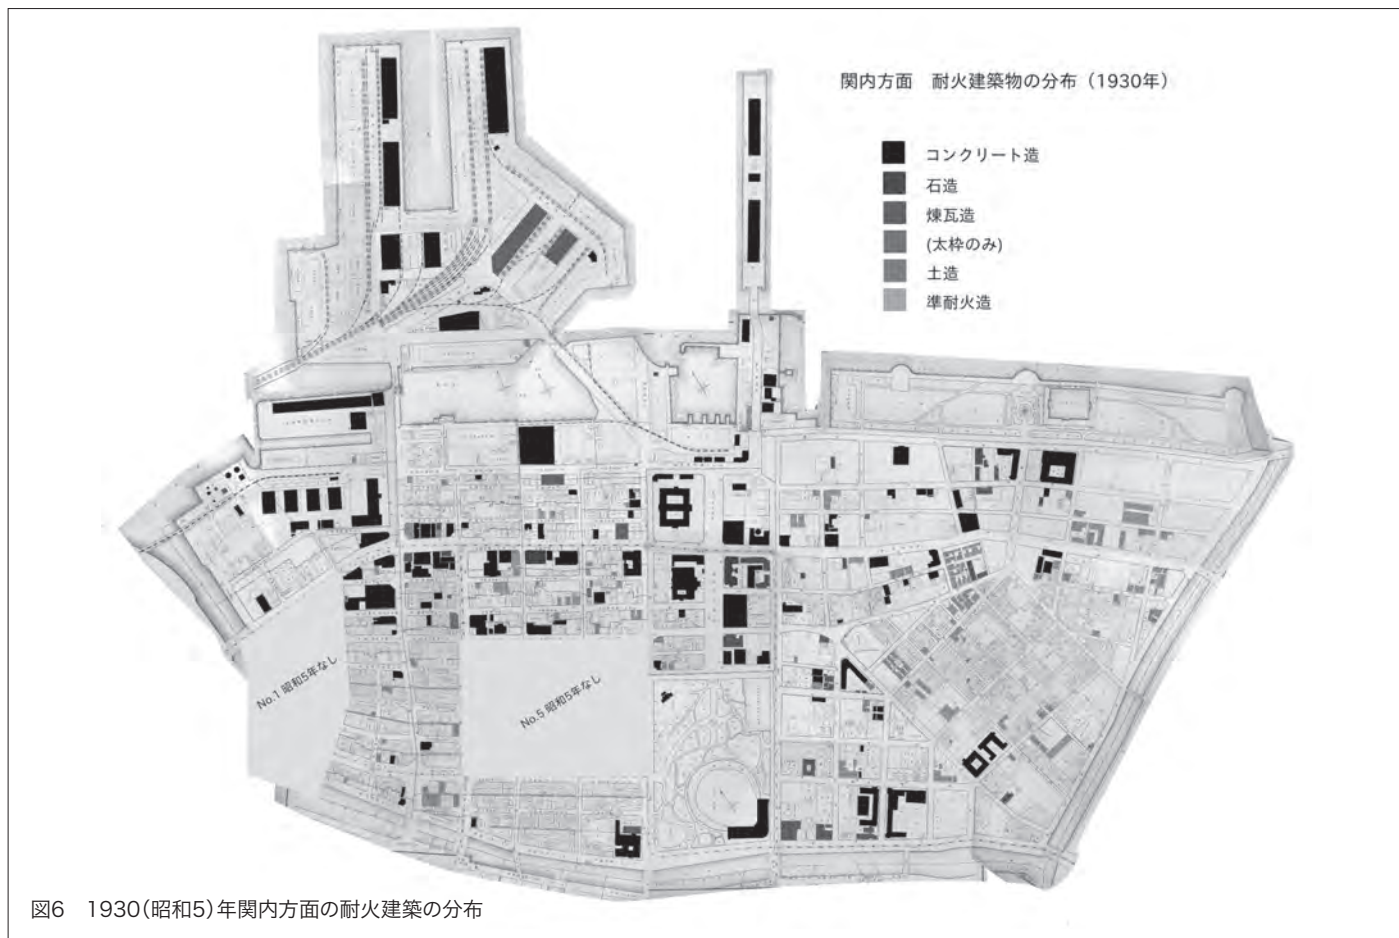 関内方面 耐火建築物の分布（1930年）
コンクリート造
石造
煉瓦造
(太枠のみ)
土造
準耐火造
No.1 昭和5年なし
No.5 昭和5年なし
図6 1930(昭和5)年関内方面の耐火建築の分布